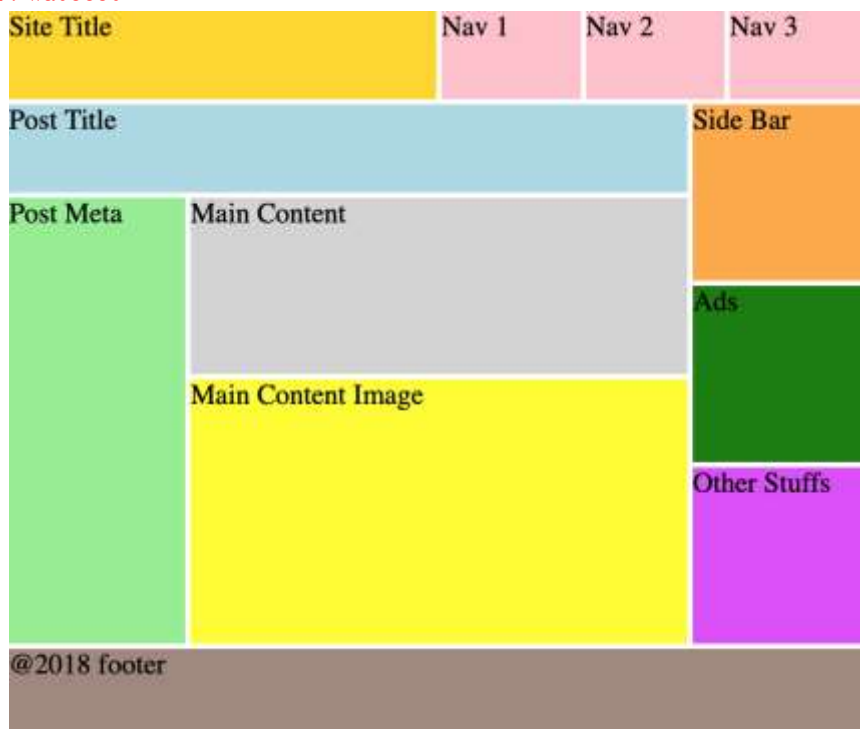 Site Title
Nav 1
Nav 2
Nav 3
Post Title
Side Bar
Post Meta
Main Content
Ads
Main Content Image
Other Stuffs
@2018 footer